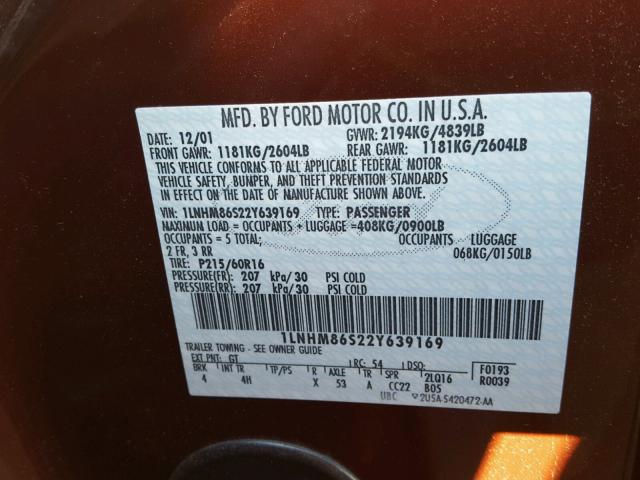 MFD. BY FORD MOTOR CO. IN U.S.A.
DATE: 12/01 GVWR: 2194KG/4839LB
FRONT GAWR: 1181KG/2604LB REAR GAWR: 1181KG/2604LB
THIS VEHICLE CONFORMS TO ALL APPLICABLE FEDERAL MOTOR
VEHICLE SAFETY, BUMPER, AND THEFT PREVENTION STANDARDS
IN EFFECT ON THE DATE OF MANUFACTURE SHOWN ABOVE.
VIN: 1LNHM86S22Y639169 TYPE: PASSENGER
MAXIMUM LOAD = OCCUPANTS + LUGGAGE = 408KG/0900LB
OCCUPANTS = 5 TOTAL; OCCUPANTS LUGGAGE
2 FR, 3 RR 068KG/0150LB
TIRE: P215/60R16
PRESSURE(FR): 207 kPa/30 PSI COLD
PRESSURE(RR): 207 kPa/30 PSI COLD
1LNHM86S22Y639169
TRAILER TOWING - SEE OWNER GUIDE
EXT PNT: GT RC: 54 DSO: F0193
BRK INT TR TP/PS R AXLE TR SPR 2LQ16 R0039
4 4H X 53 A CC22 B05
UBC 2U5A-5420472-AA